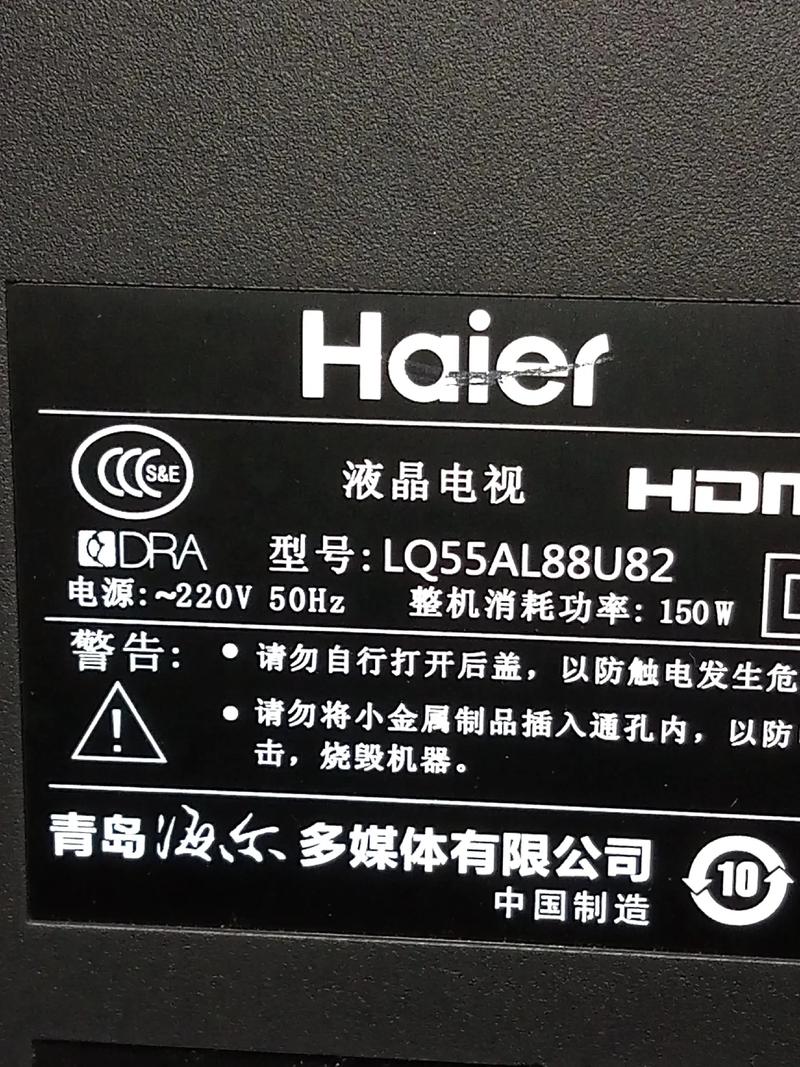 Haier
S&E
液晶电视
HDM
DRA
型号:LQ55AL88U82
电源:~220V 50Hz
整机消耗功率: 150W
警告:
• 请勿自行打开后盖，以防触电发生危
• 请勿将小金属制品插入通孔内，以防
击，烧毁机器。
青岛海尔多媒体有限公司
中国制造
10